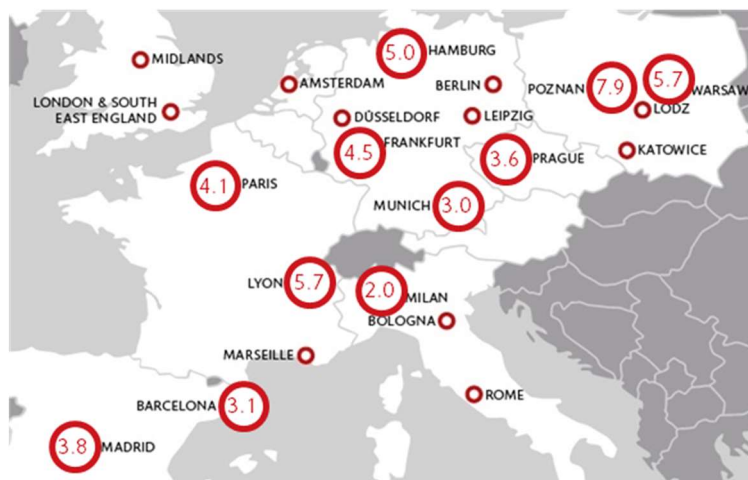 5.0
HAMBURG
MIDLANDS
AMSTERDAM
BERLIN
POZNAN
7.9
5.7
WARSAW
LONDON & SOUTH
EAST ENGLAND
DÜSSELDORF
LEIPZIG
LODZ
4.5
FRANKFURT
3.6
PRAGUE
KATOWICE
4.1
PARIS
MUNICH
3.0
LYON
5.7
2.0
MILAN
BOLOGNA
MARSEILLE
ROME
BARCELONA
3.1
3.8
MADRID